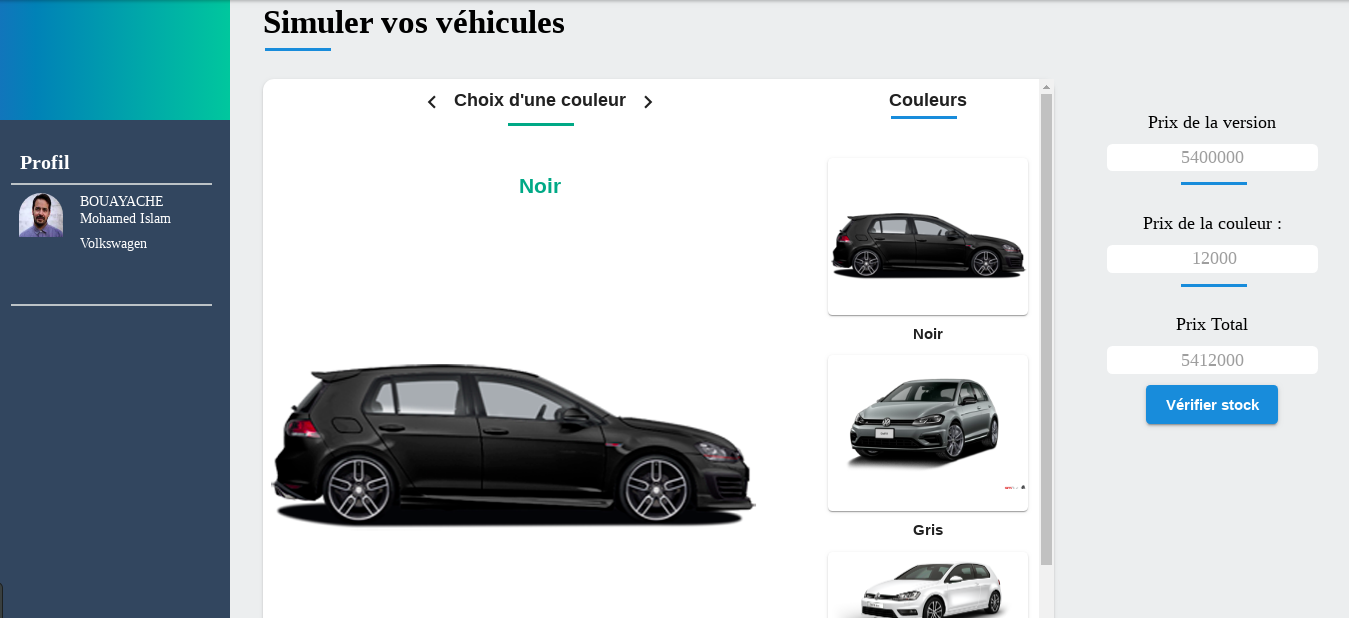 Simuler vos véhicules
Profil
BOUAYACHE
Mohamed Islam
Volkswagen
Choix d'une couleur
Noir
Couleurs
Noir
Gris
Prix de la version
5400000
Prix de la couleur :
12000
Prix Total
5412000
Vérifier stock